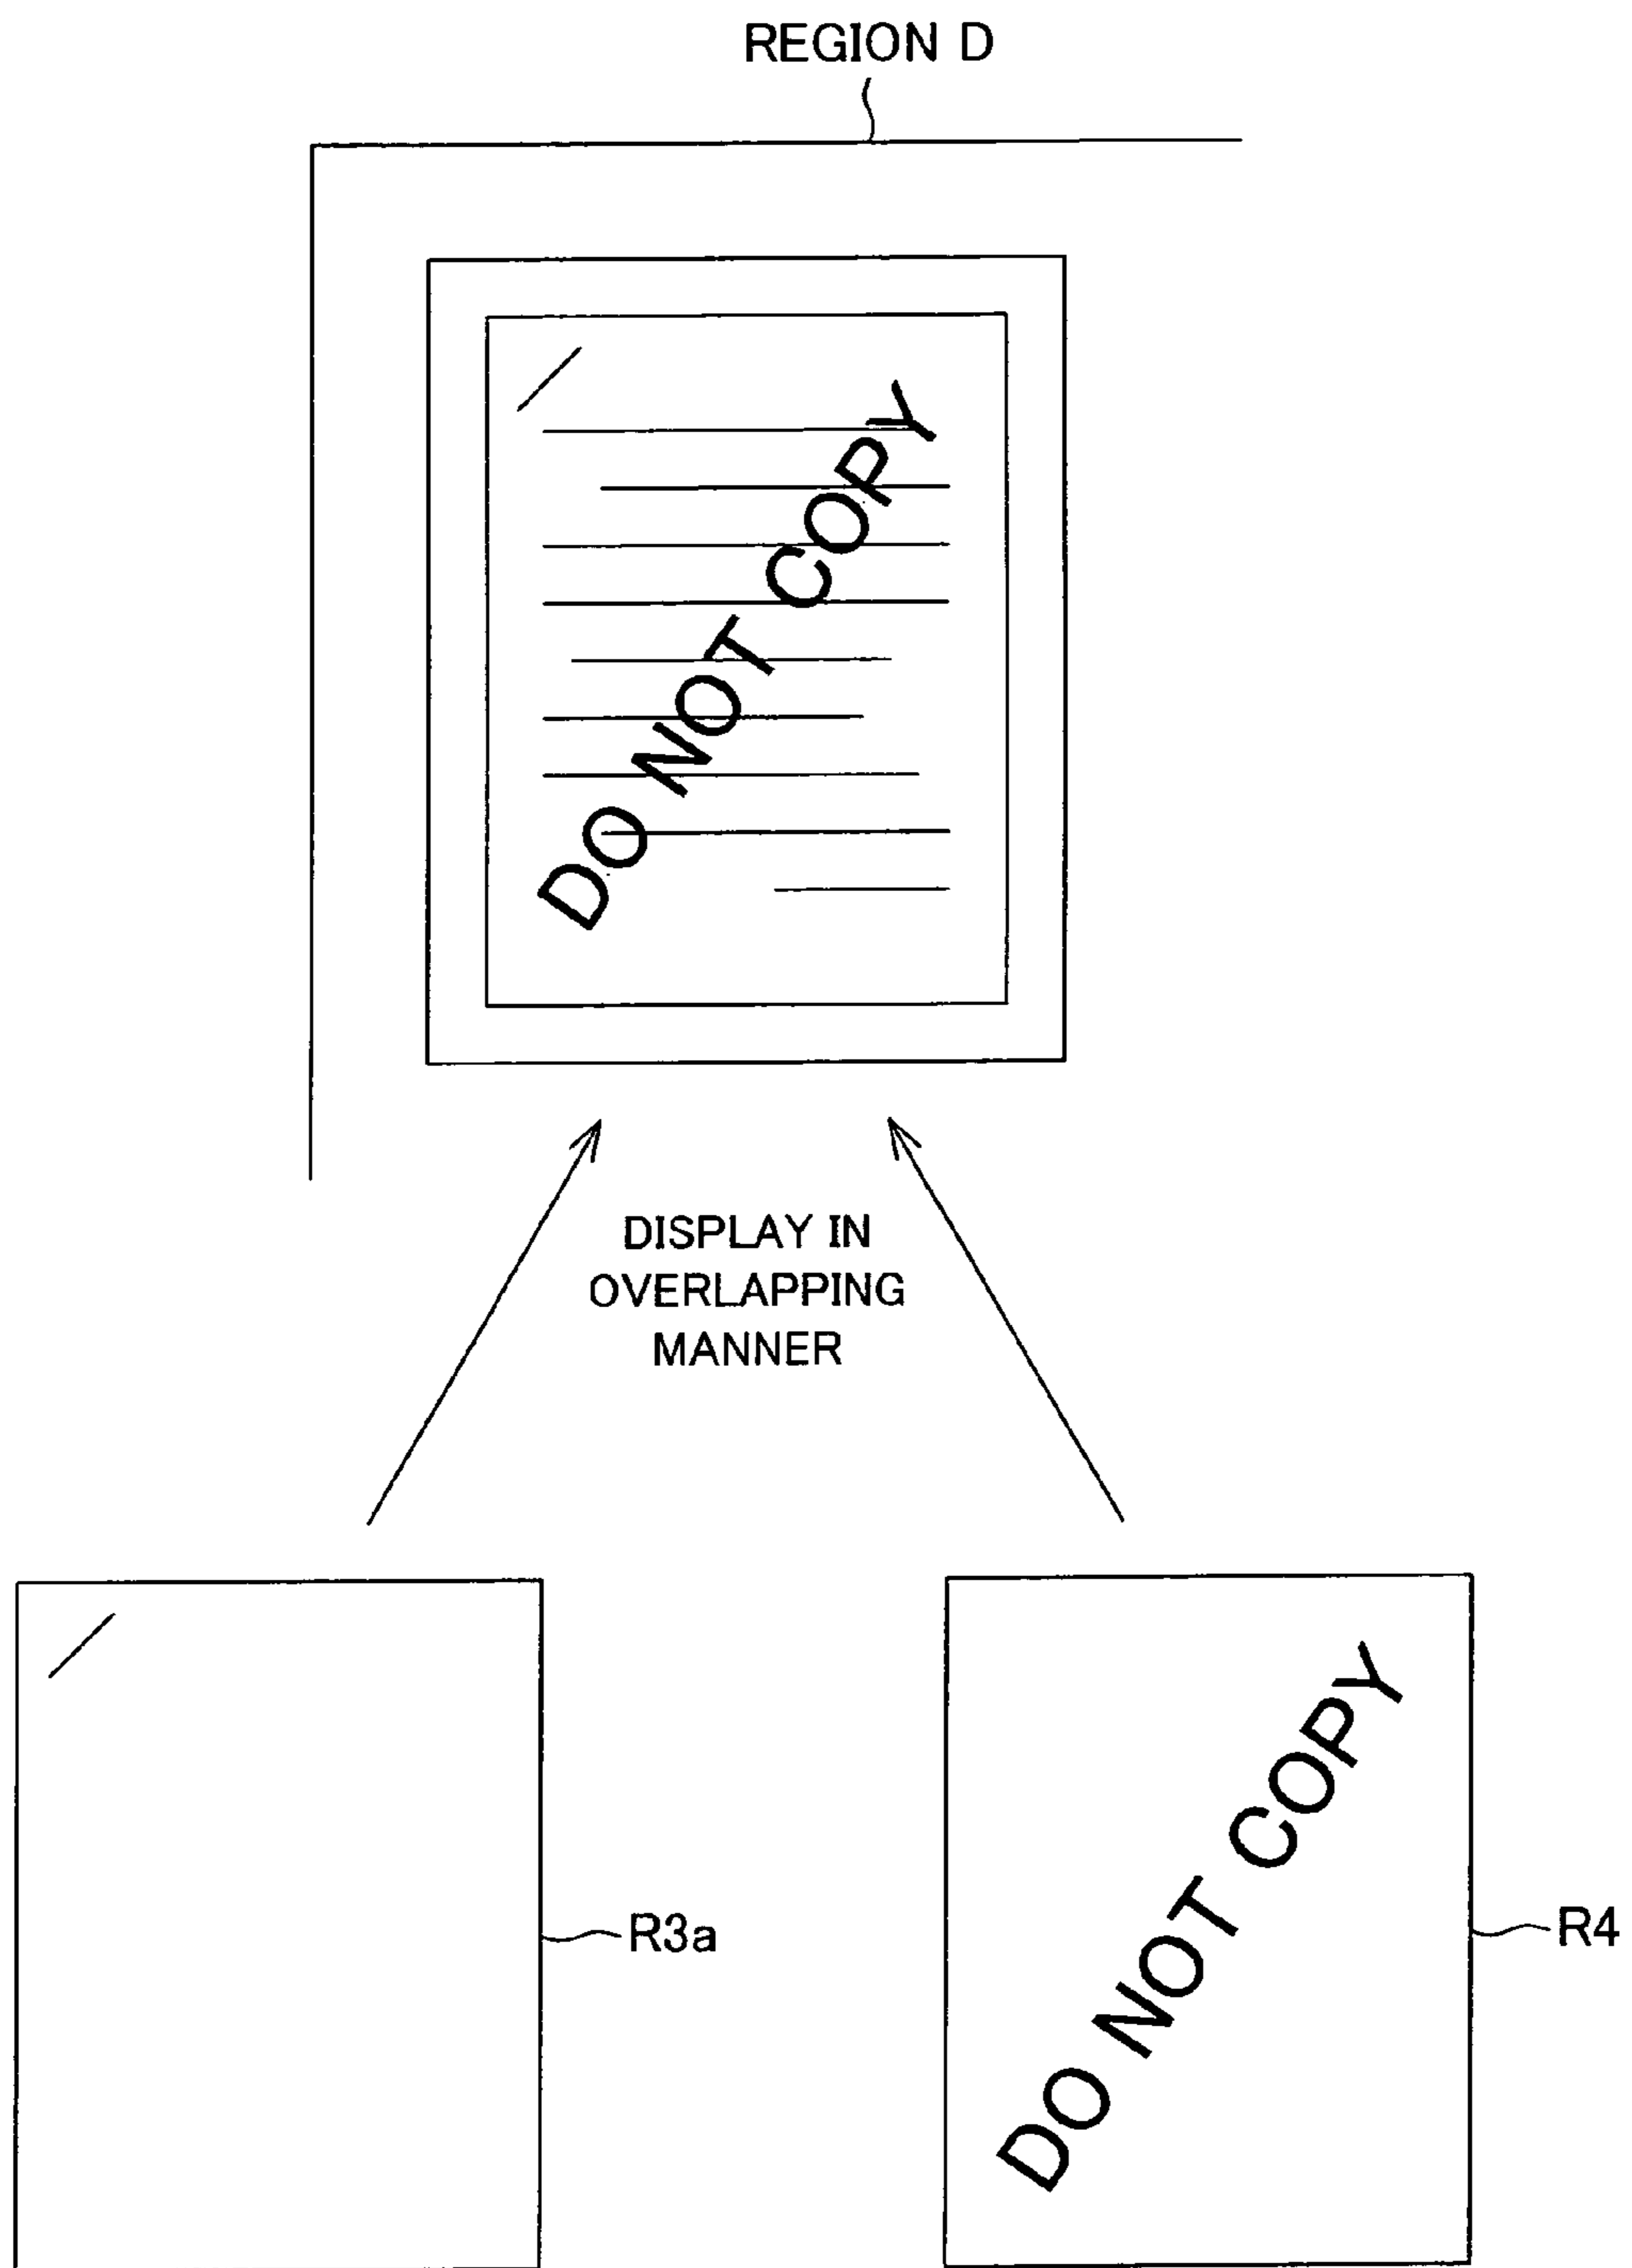 REGION D
DO NOT COPY
DISPLAY IN
OVERLAPPING
MANNER
R3a
DO NOT COPY
R4